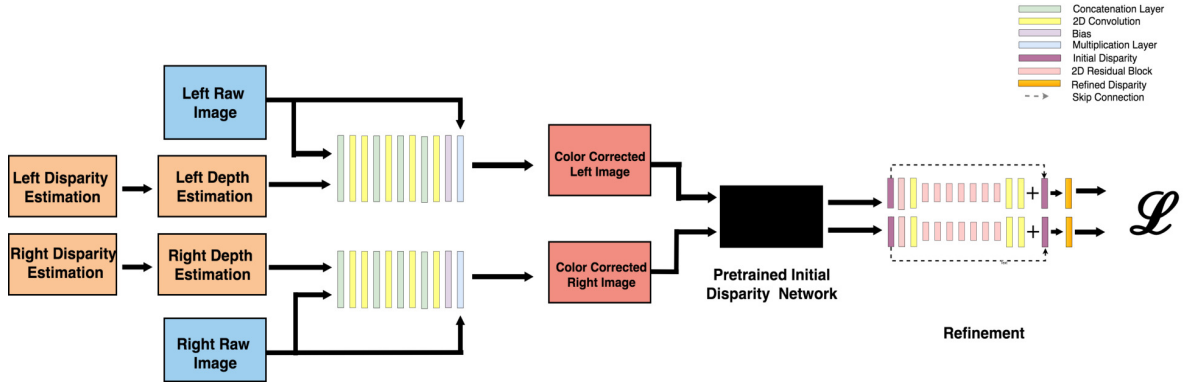 Concatenation Layer
2D Convolution
Bias
Multiplication Layer
Initial Disparity
2D Residual Block
Refined Disparity
Skip Connection
Left Raw
Image
Left Disparity
Estimation
Left Depth
Estimation
Color Corrected
Left Image
Right Disparity
Estimation
Right Depth
Estimation
Color Corrected
Right Image
Right Raw
Image
Pretrained Initial
Disparity Network
+
+
ℒ
Refinement